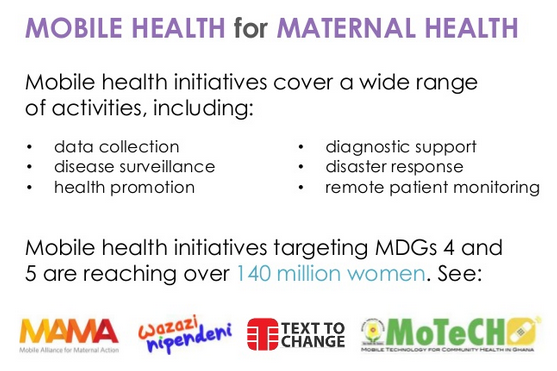 MOBILE HEALTH for MATERNAL HEALTH
Mobile health initiatives cover a wide range
of activities, including:
• data collection
• disease surveillance
• health promotion
• diagnostic support
• disaster response
• remote patient monitoring
Mobile health initiatives targeting MDGs 4 and
5 are reaching over 140 million women. See:
MAMA
Mobile Alliance for Maternal Action
wazazi
nipendeni
TEXT TO
CHANGE
MoTeCH
MOBILE TECHNOLOGY FOR COMMUNITY HEALTH IN GHANA